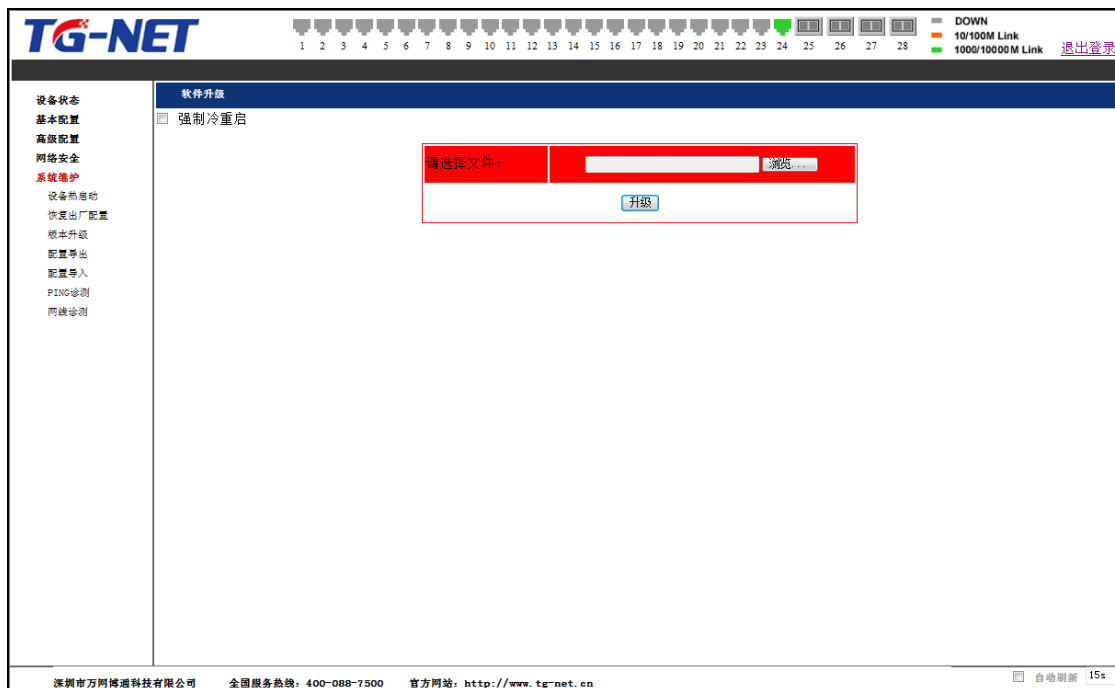 TG-NET
1 2 3 4 5 6 7 8 9 10 11 12 13 14 15 16 17 18 19 20 21 22 23 24 25 26 27 28
DOWN
10/100M Link
1000/10000M Link
退出登录
设备状态
基本配置
高级配置
网络安全
系统维护
设备热启动
恢复出厂配置
版本升级
配置导出
配置导入
PING诊测
网线诊测
软件升级
强制冷重启
请选择文件：
浏览...
升级
深圳市万网博通科技有限公司 全国服务热线：400-088-7500 官方网站：http://www.tg-net.cn
自动刷新 15s